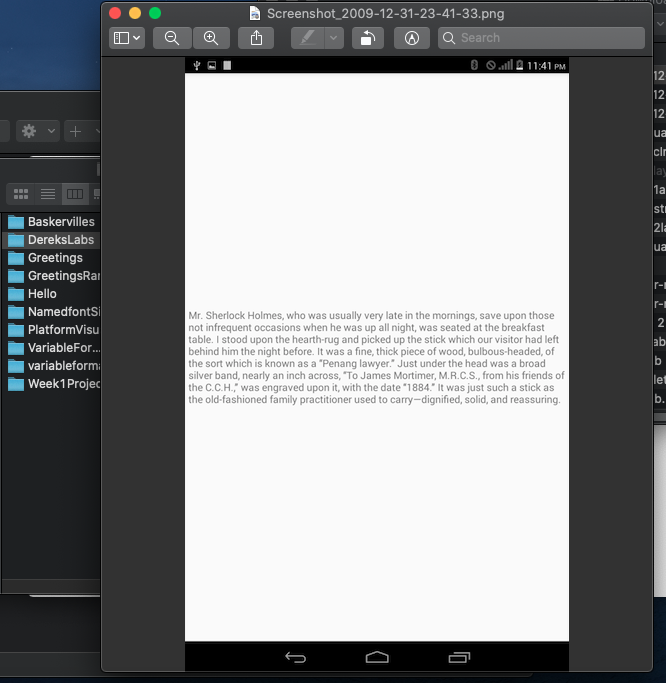 Screenshot_2009-12-31-23-41-33.png
Search
11:41 PM
12
12
12
Baskervilles
DereksLabs
Greetings
GreetingsRa
Hello
NamedfontSi
PlatformVisu
VariableFor...
variableforma
Week1Projec
Mr. Sherlock Holmes, who was usually very late in the mornings, save upon those
not infrequent occasions when he was up all night, was seated at the breakfast
table. I stood upon the hearth-rug and picked up the stick which our visitor had left
behind him the night before. It was a fine, thick piece of wood, bulbous-headed, of
the sort which is known as a “Penang lawyer.” Just under the head was a broad
silver band, nearly an inch across, “To James Mortimer, M.R.C.S., from his friends of
the C.C.H.,” was engraved upon it, with the date “1884.” It was just such a stick as
the old-fashioned family practitioner used to carry—dignified, solid, and reassuring.